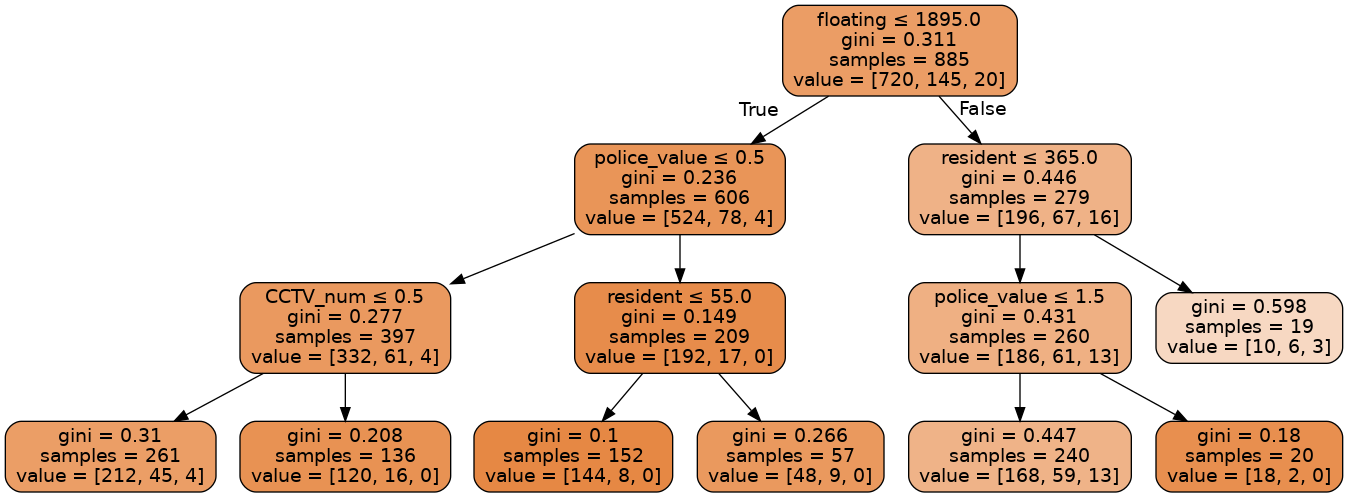 floating ≤ 1895.0
gini = 0.311
samples = 885
value = [720, 145, 20]
True
False
police_value ≤ 0.5
gini = 0.236
samples = 606
value = [524, 78, 4]
resident ≤ 365.0
gini = 0.446
samples = 279
value = [196, 67, 16]
CCTV_num ≤ 0.5
gini = 0.277
samples = 397
value = [332, 61, 4]
resident ≤ 55.0
gini = 0.149
samples = 209
value = [192, 17, 0]
police_value ≤ 1.5
gini = 0.431
samples = 260
value = [186, 61, 13]
gini = 0.598
samples = 19
value = [10, 6, 3]
gini = 0.31
samples = 261
value = [212, 45, 4]
gini = 0.208
samples = 136
value = [120, 16, 0]
gini = 0.1
samples = 152
value = [144, 8, 0]
gini = 0.266
samples = 57
value = [48, 9, 0]
gini = 0.447
samples = 240
value = [168, 59, 13]
gini = 0.18
samples = 20
value = [18, 2, 0]